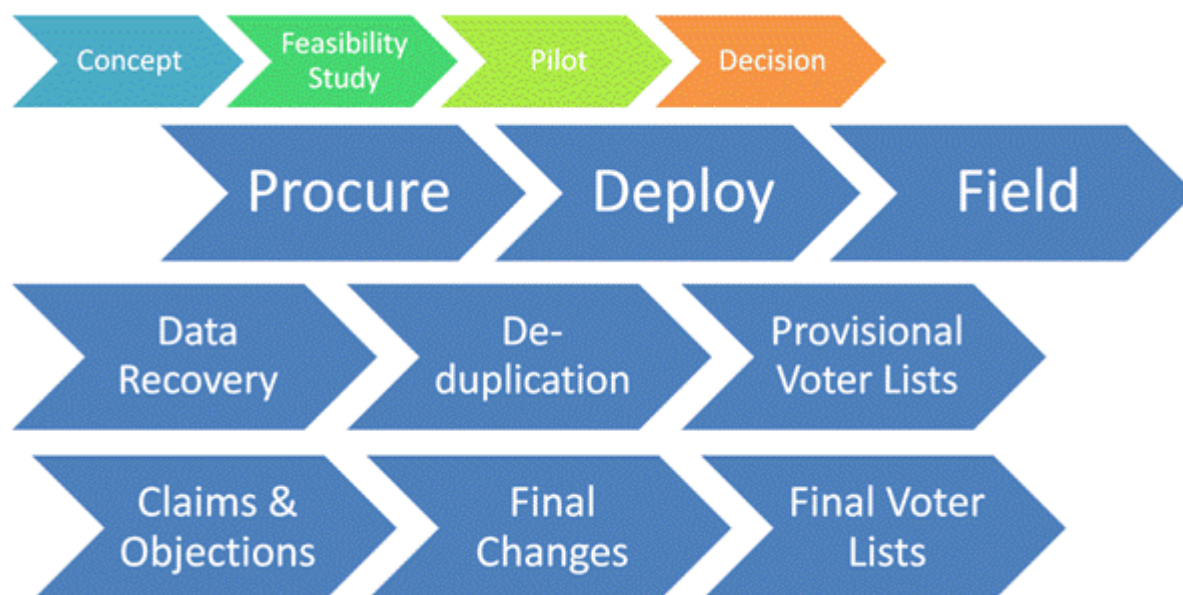 Concept
Feasibility
Study
Pilot
Decision
Procure
Deploy
Field
Data
Recovery
De-
duplication
Provisional
Voter Lists
Claims &
Objections
Final
Changes
Final Voter
Lists